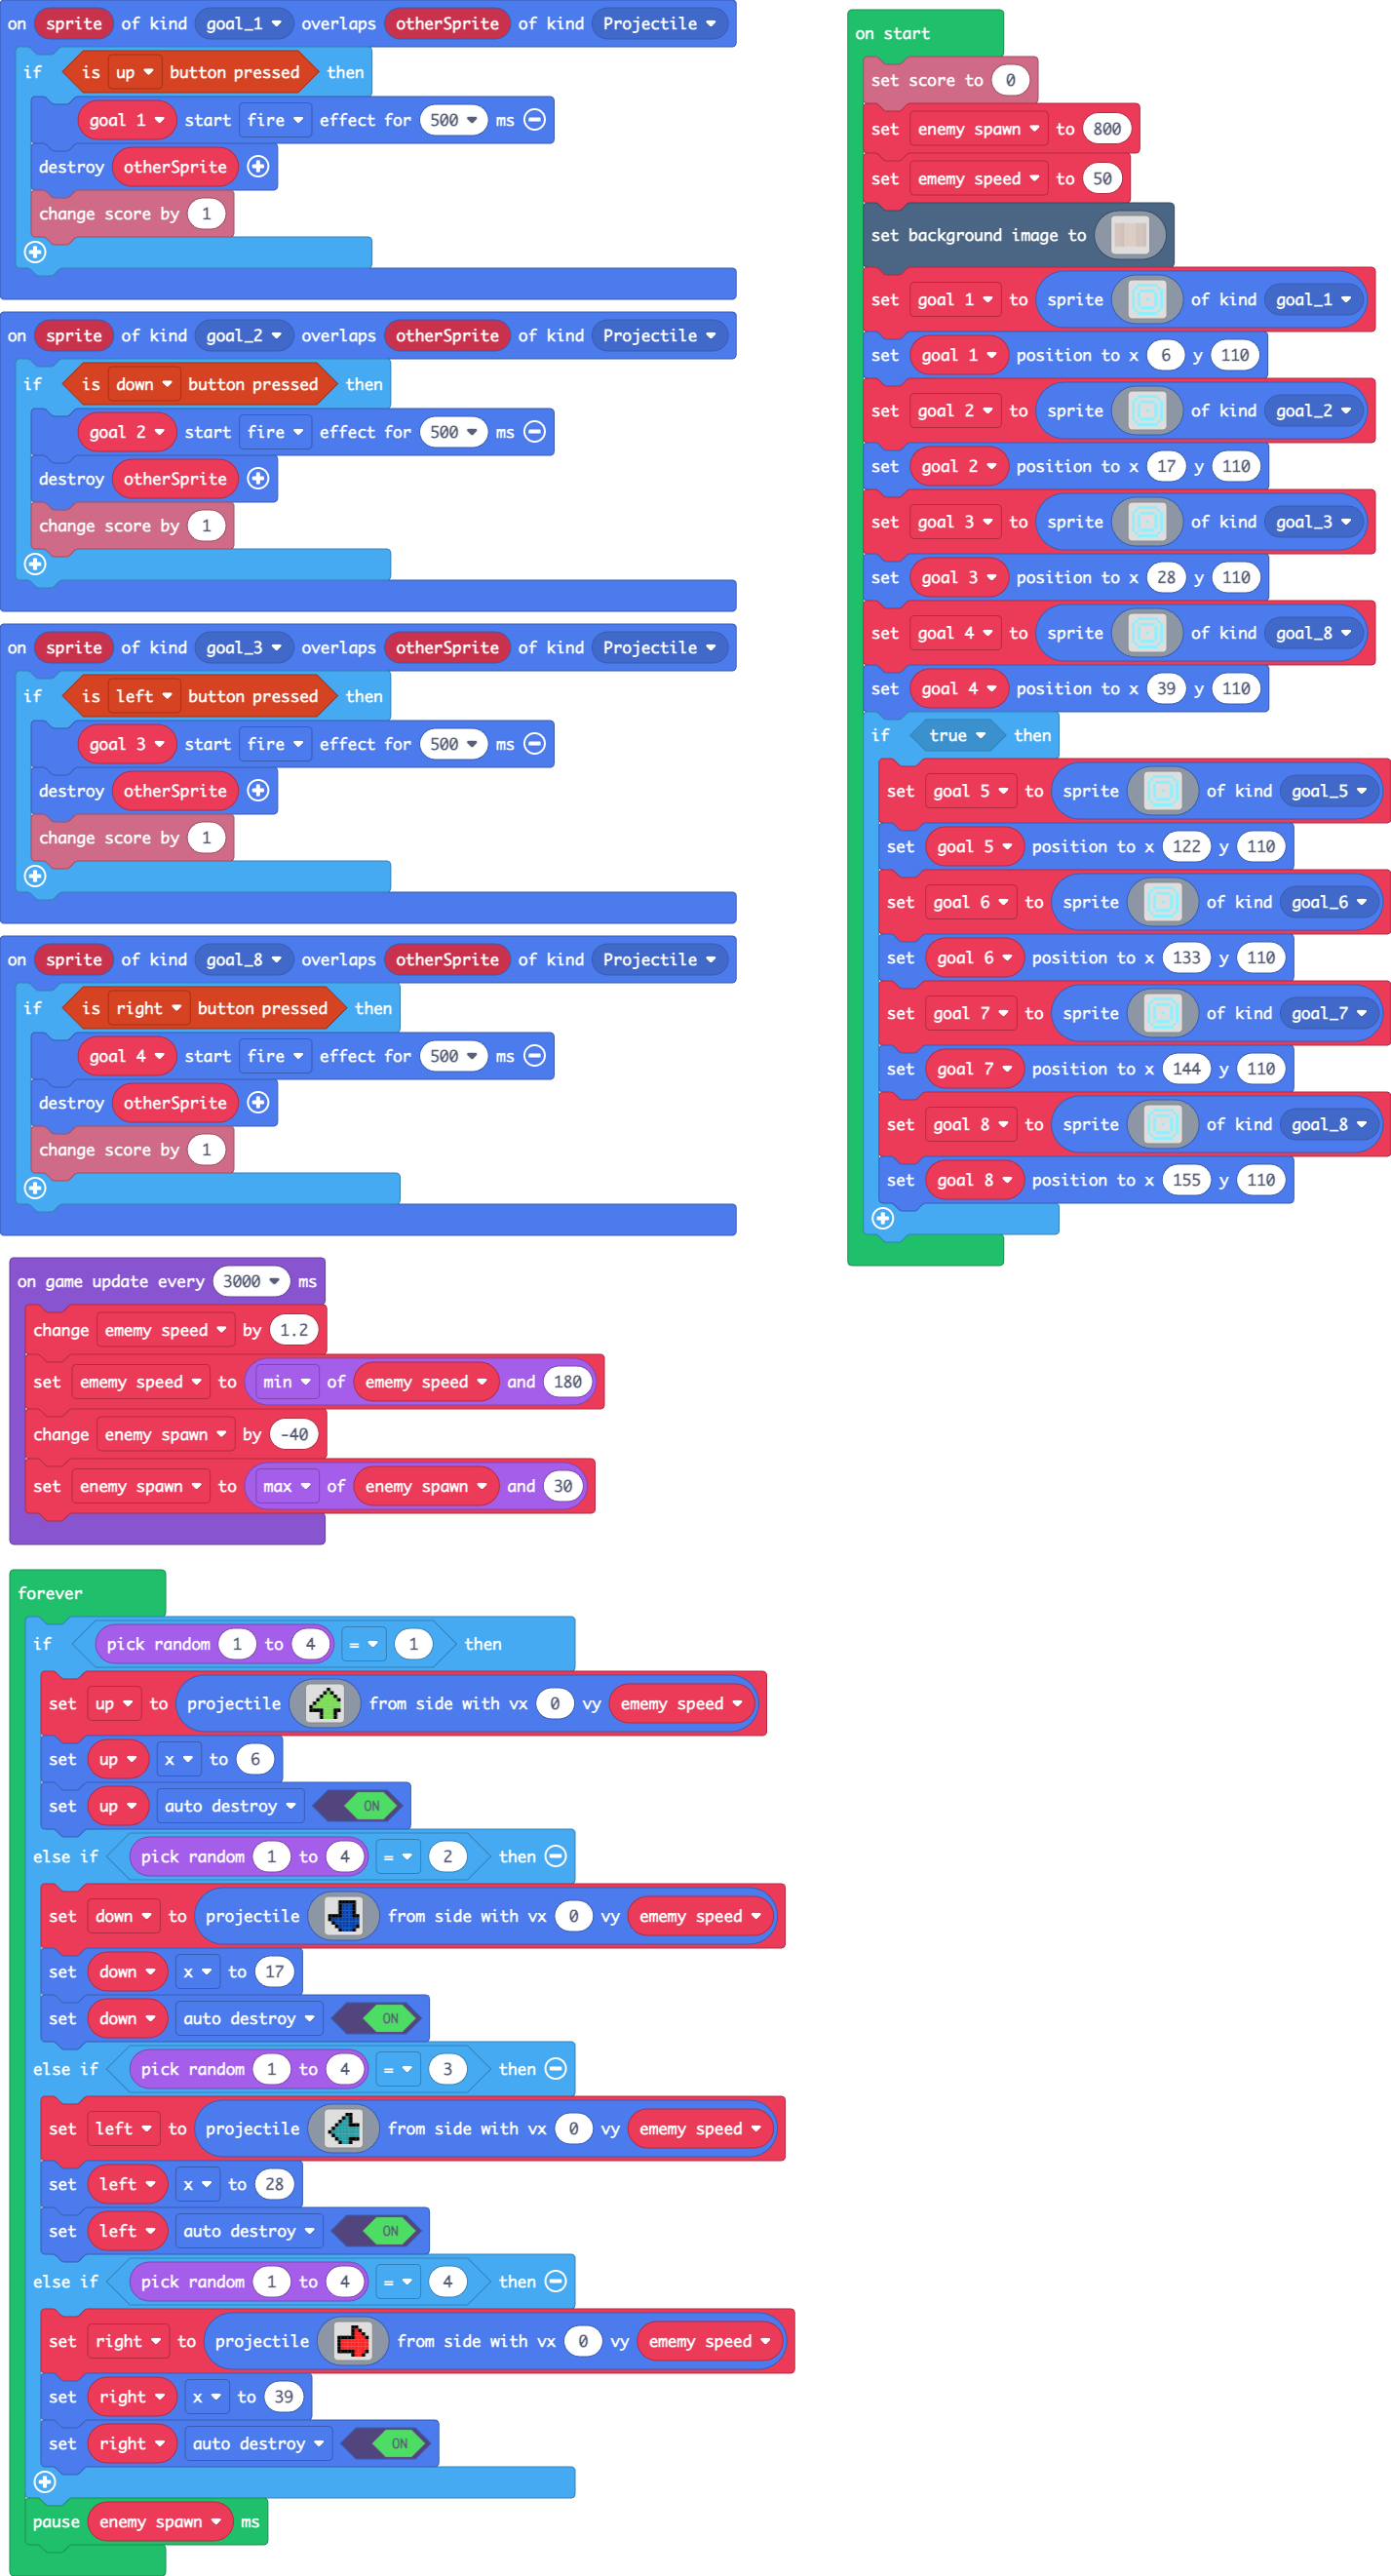 on sprite of kind goal_1 overlaps otherSprite of kind Projectile
if is up button pressed then
goal 1 start fire effect for 500 ms
destroy otherSprite
change score by 1
on sprite of kind goal_2 overlaps otherSprite of kind Projectile
if is down button pressed then
goal 2 start fire effect for 500 ms
destroy otherSprite
change score by 1
on sprite of kind goal_3 overlaps otherSprite of kind Projectile
if is left button pressed then
goal 3 start fire effect for 500 ms
destroy otherSprite
change score by 1
on sprite of kind goal_8 overlaps otherSprite of kind Projectile
if is right button pressed then
goal 4 start fire effect for 500 ms
destroy otherSprite
change score by 1
on game update every 3000 ms
change ememy speed by 1.2
set ememy speed to min of ememy speed and 180
change enemy spawn by -40
set enemy spawn to max of enemy spawn and 30
forever
if pick random 1 to 4 = 1 then
set up to projectile from side with vx 0 vy ememy speed
set up x to 6
set up auto destroy ON
else if pick random 1 to 4 = 2 then
set down to projectile from side with vx 0 vy ememy speed
set down x to 17
set down auto destroy ON
else if pick random 1 to 4 = 3 then
set left to projectile from side with vx 0 vy ememy speed
set left x to 28
set left auto destroy ON
else if pick random 1 to 4 = 4 then
set right to projectile from side with vx 0 vy ememy speed
set right x to 39
set right auto destroy ON
pause enemy spawn ms
on start
set score to 0
set enemy spawn to 800
set ememy speed to 50
set background image to
set goal 1 to sprite of kind goal_1
set goal 1 position to x 6 y 110
set goal 2 to sprite of kind goal_2
set goal 2 position to x 17 y 110
set goal 3 to sprite of kind goal_3
set goal 3 position to x 28 y 110
set goal 4 to sprite of kind goal_8
set goal 4 position to x 39 y 110
if true then
set goal 5 to sprite of kind goal_5
set goal 5 position to x 122 y 110
set goal 6 to sprite of kind goal_6
set goal 6 position to x 133 y 110
set goal 7 to sprite of kind goal_7
set goal 7 position to x 144 y 110
set goal 8 to sprite of kind goal_8
set goal 8 position to x 155 y 110